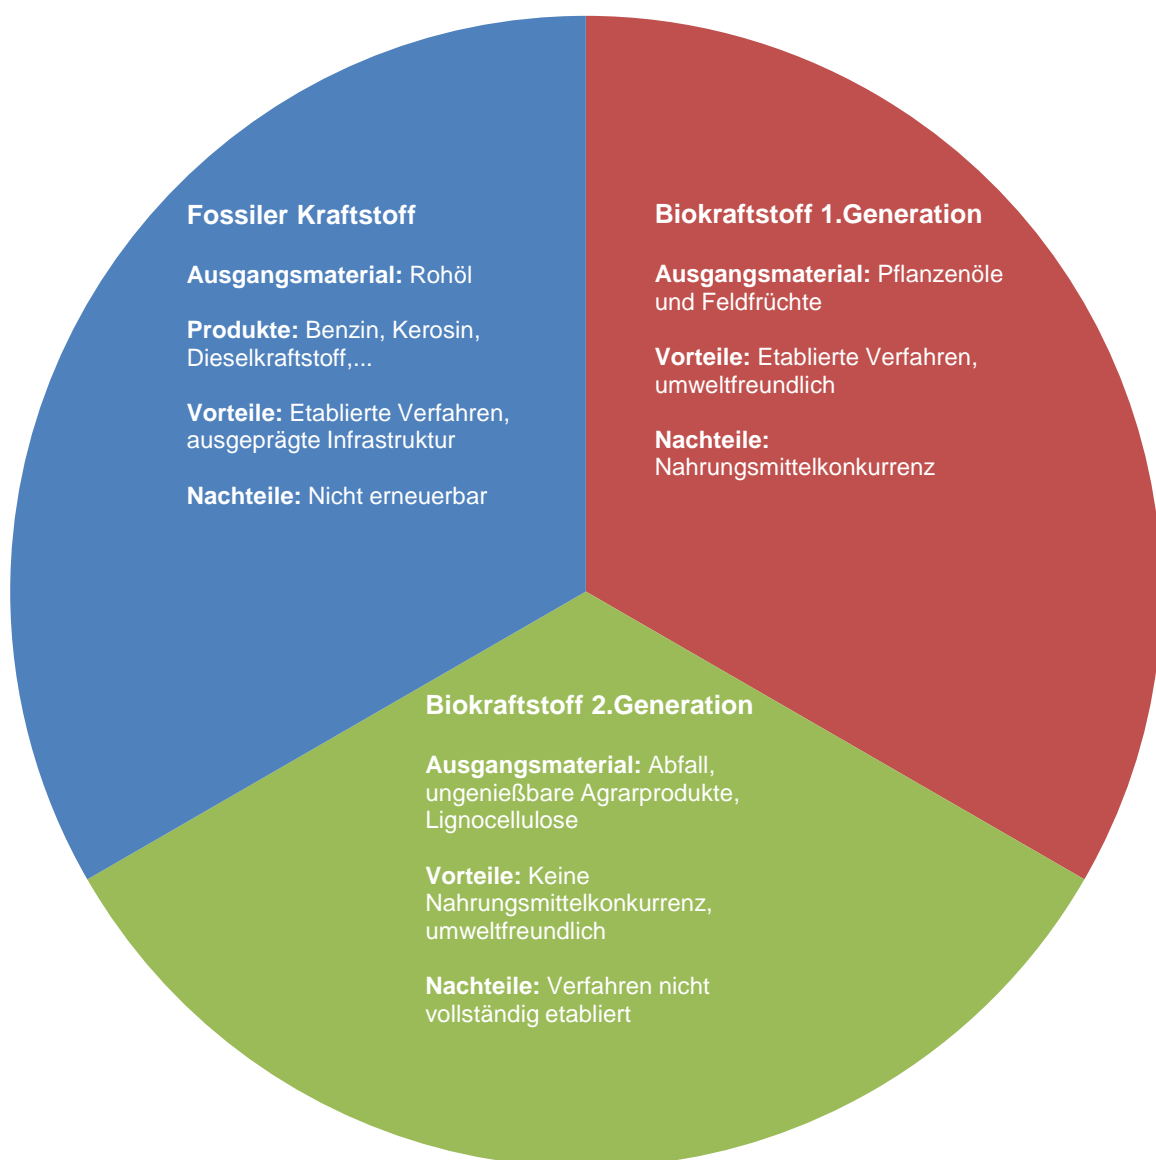 Fossiler Kraftstoff
Ausgangsmaterial: Rohöl
Produkte: Benzin, Kerosin,
Dieselkraftstoff,...
Vorteile: Etablierte Verfahren,
ausgeprägte Infrastruktur
Nachteile: Nicht erneuerbar
Biokraftstoff 1.Generation
Ausgangsmaterial: Pflanzenöle
und Feldfrüchte
Vorteile: Etablierte Verfahren,
umweltfreundlich
Nachteile:
Nahrungsmittelkonkurrenz
Biokraftstoff 2.Generation
Ausgangsmaterial: Abfall,
ungenießbare Agrarprodukte,
Lignocellulose
Vorteile: Keine
Nahrungsmittelkonkurrenz,
umweltfreundlich
Nachteile: Verfahren nicht
vollständig etabliert